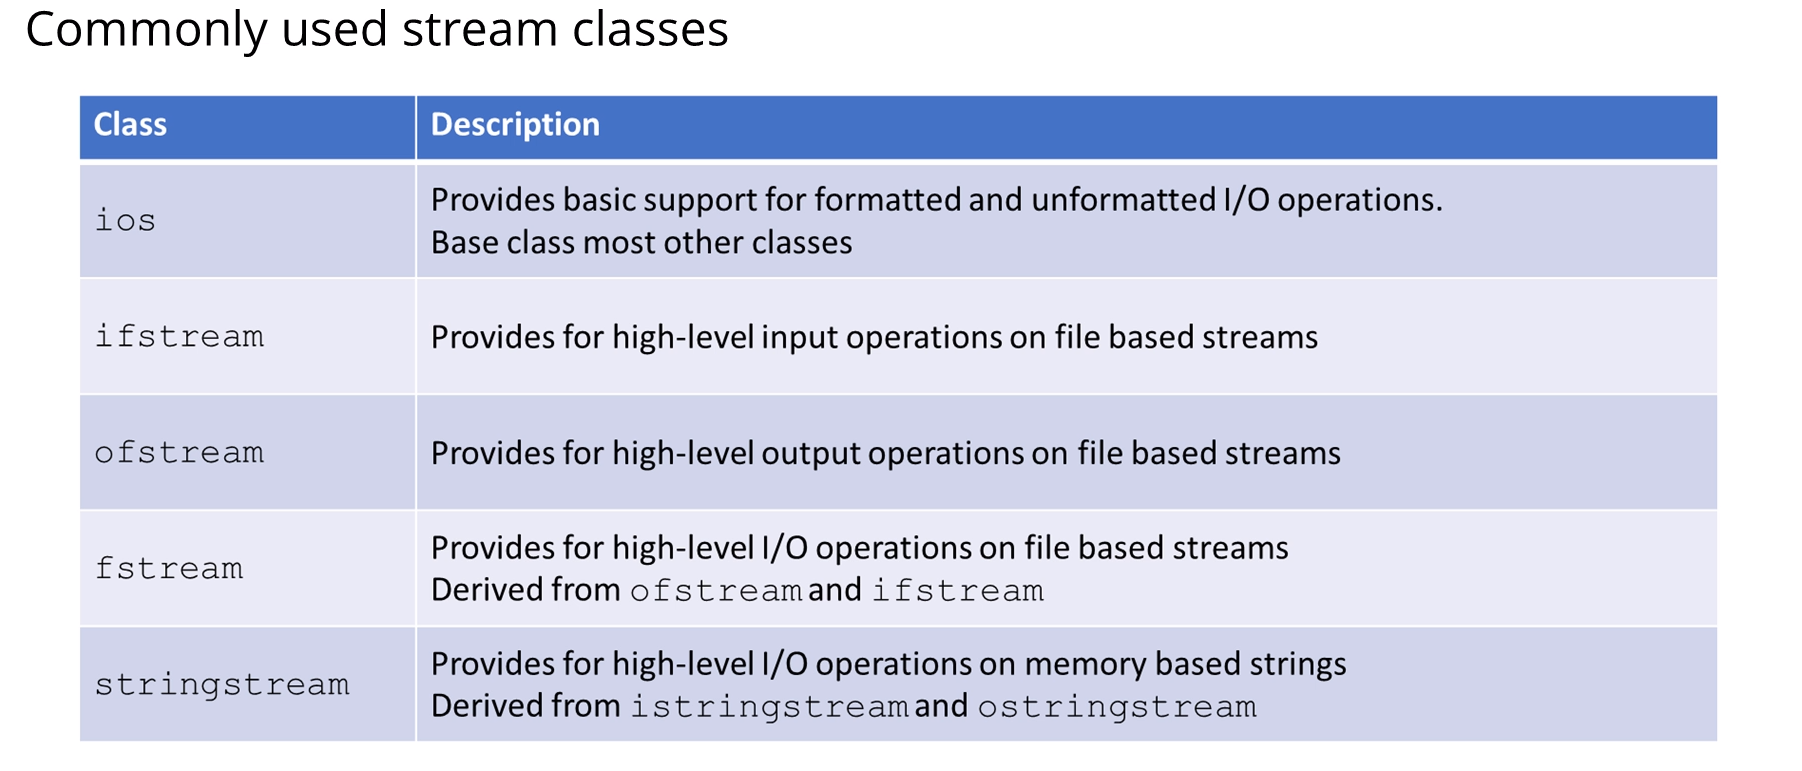 Commonly used stream classes
Class Description
ios
Provides basic support for formatted and unformatted I/O operations.
Base class most other classes
ifstream Provides for high-level input operations on file based streams
ofstream Provides for high-level output operations on file based streams
fstream
Provides for high-level I/O operations on file based streams
Derived from ofstream and ifstream
stringstream
Provides for high-level I/O operations on memory based strings
Derived from istringstream and ostringstream